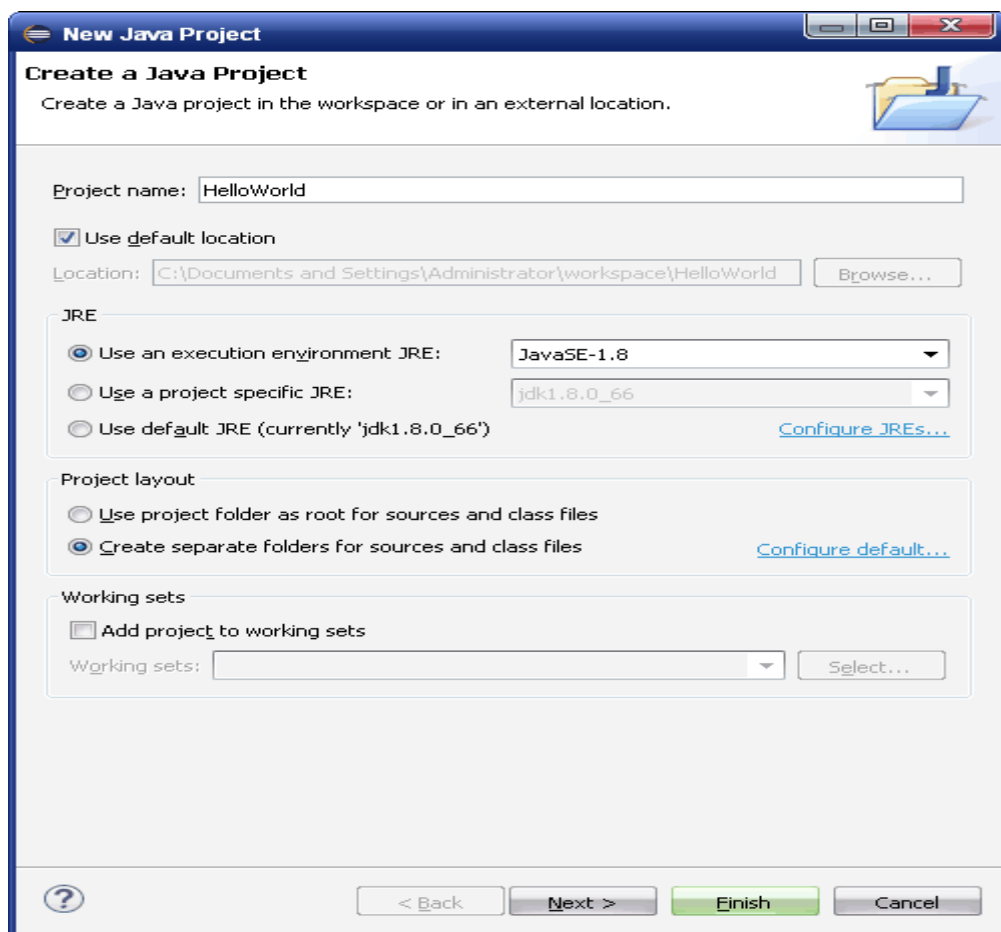 New Java Project
Create a Java Project
Create a Java project in the workspace or in an external location.
Project name: HelloWorld
Use default location
Location: C:\Documents and Settings\Administrator\workspace\HelloWorld Browse...
JRE
Use an execution environment JRE: JavaSE-1.8
Use a project specific JRE: jdk1.8.0_66
Use default JRE (currently 'jdk1.8.0_66') Configure JREs...
Project layout
Use project folder as root for sources and class files
Create separate folders for sources and class files Configure default...
Working sets
Add project to working sets
Working sets: Select...
? < Back Next > Finish Cancel